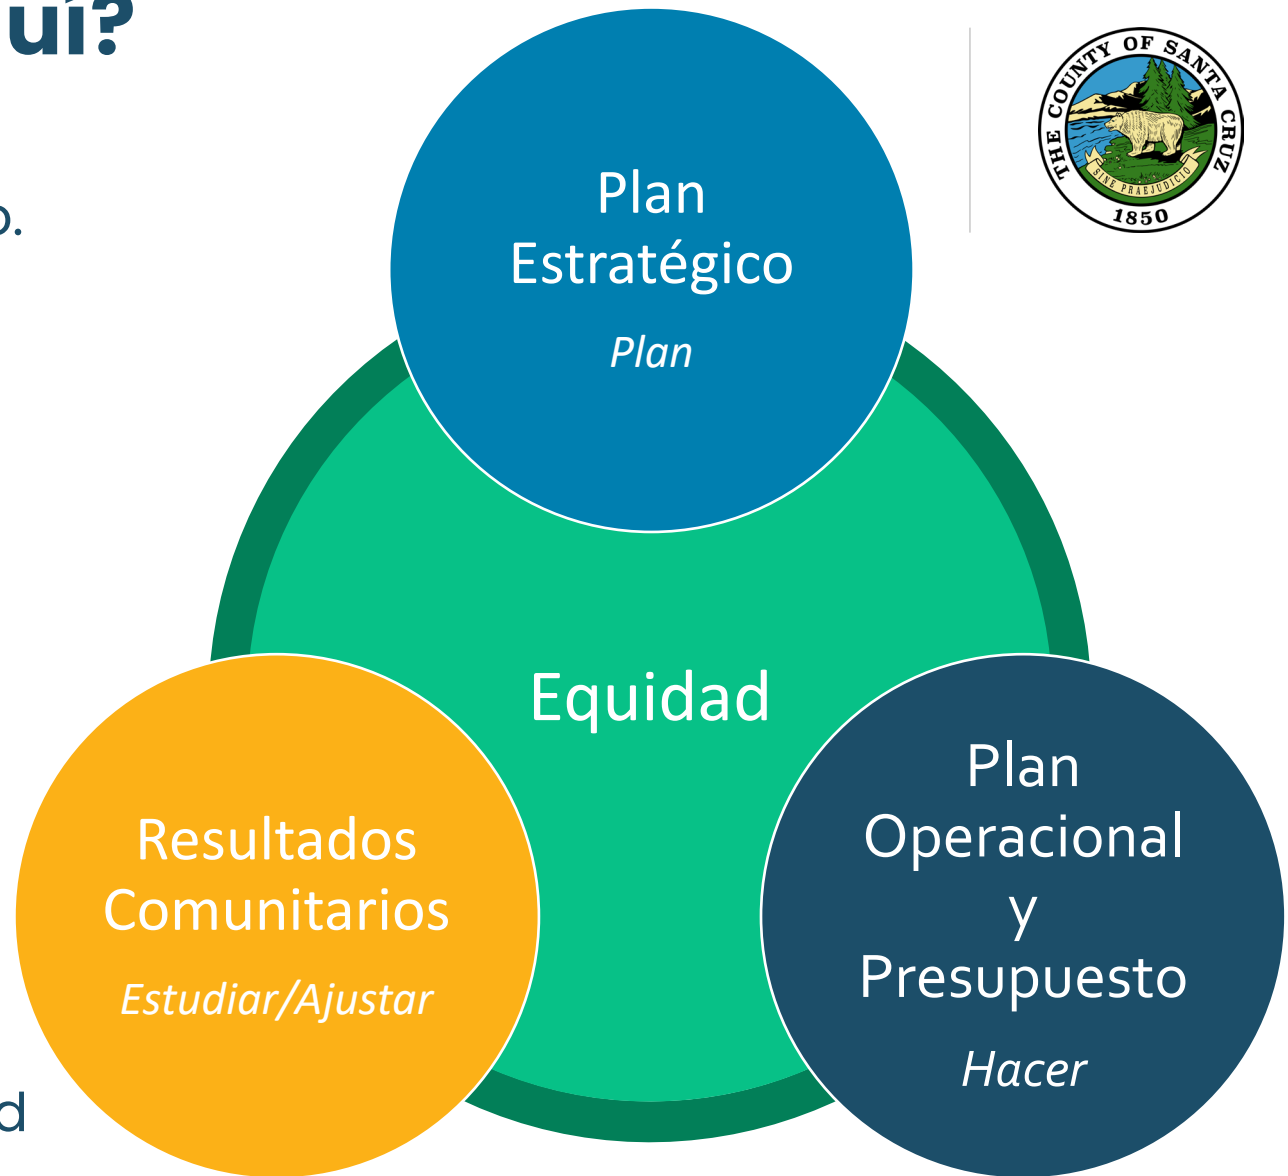 uí?
o.
THE COUNTY OF SANTA CRUZ
SINE PRAEJUDICIO
1850
Plan
Estratégico
Plan
Equidad
Resultados
Comunitarios
Estudiar/Ajustar
Plan
Operacional
y
Presupuesto
Hacer
d